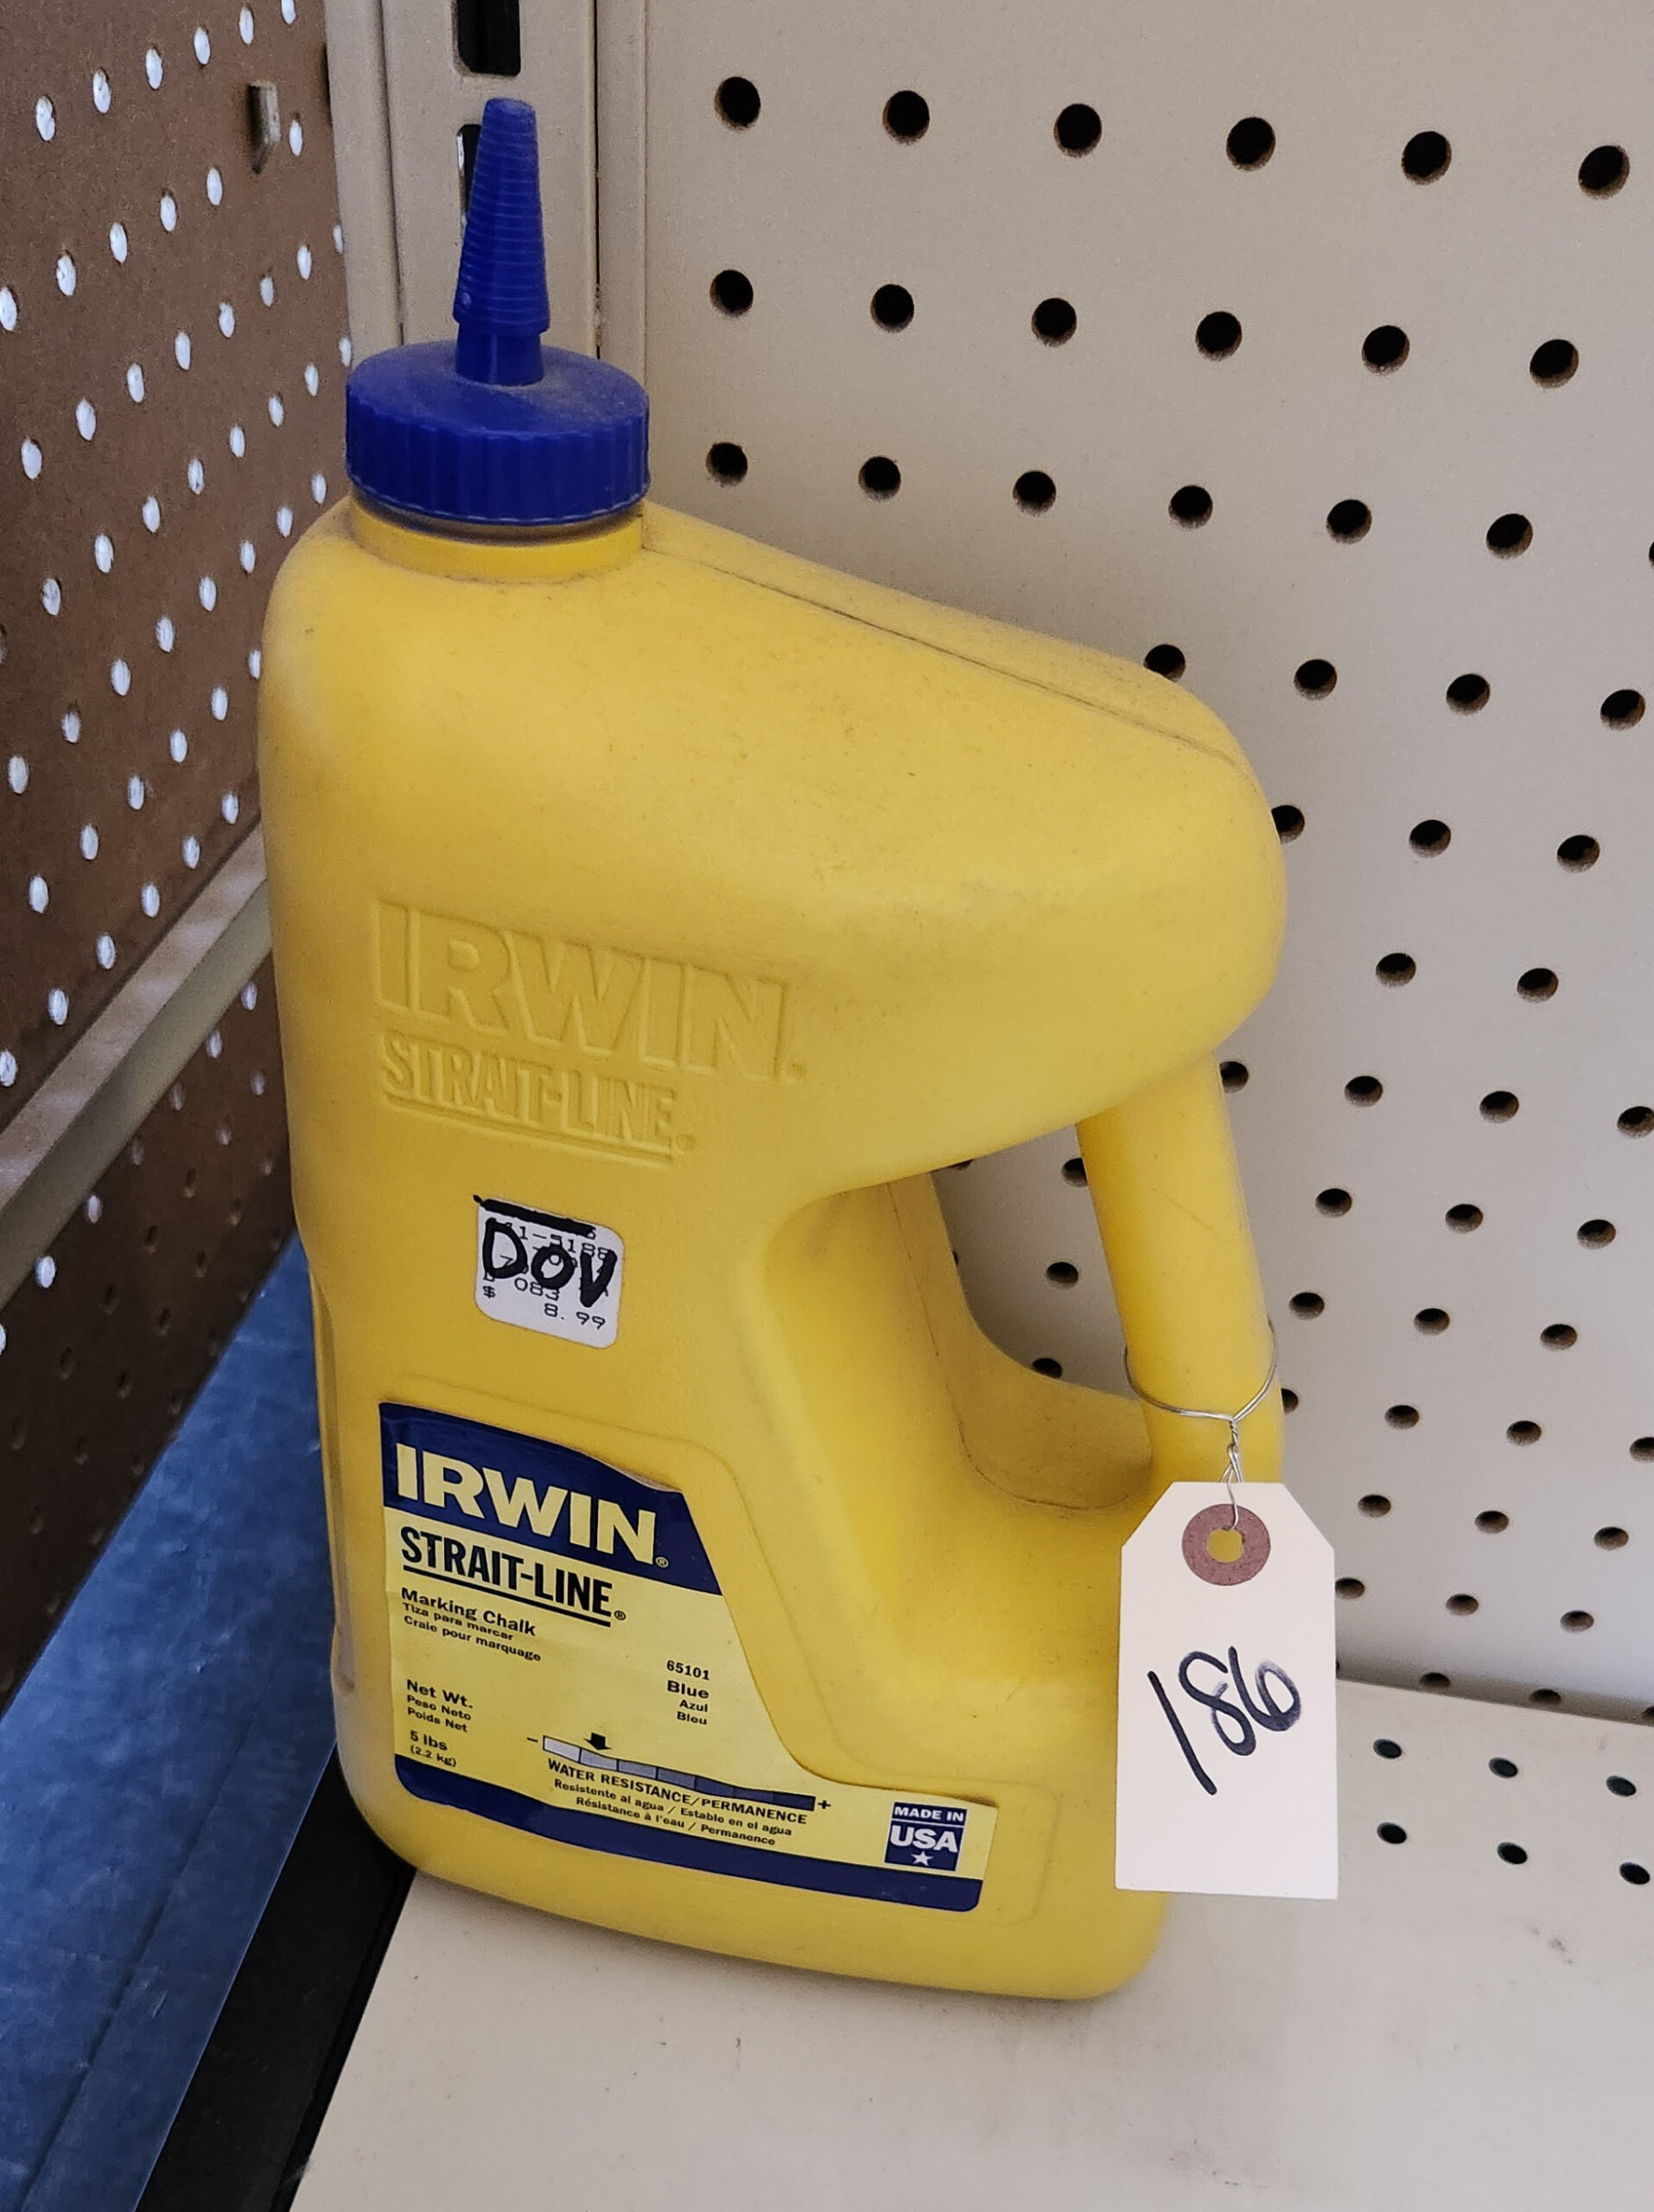 IRWIN.
STRAIT-LINE.
DOV
083
$ 8.99
IRWIN®
STRAIT-LINE®
Marking Chalk
Tiza para marcar
Craie pour marquage
65101
Blue
Azul
Bleu
Net Wt.
Peso Neto
Poids Net
5 lbs
(2.2 kg)
- +
WATER RESISTANCE/PERMANENCE
Resistente al agua / Estable en el agua
Résistance à l'eau / Permanence
MADE IN
USA
186